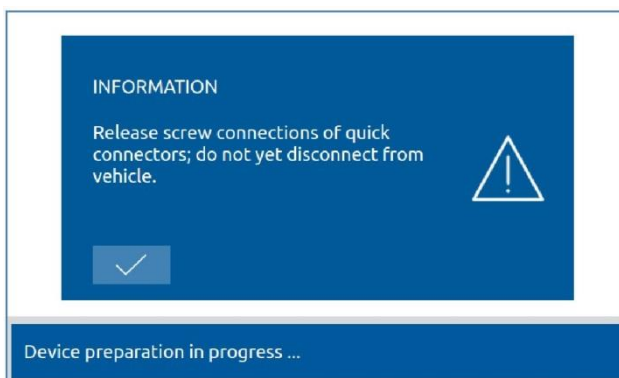 INFORMATION
Release screw connections of quick
connectors; do not yet disconnect from
vehicle.
Device preparation in progress ...